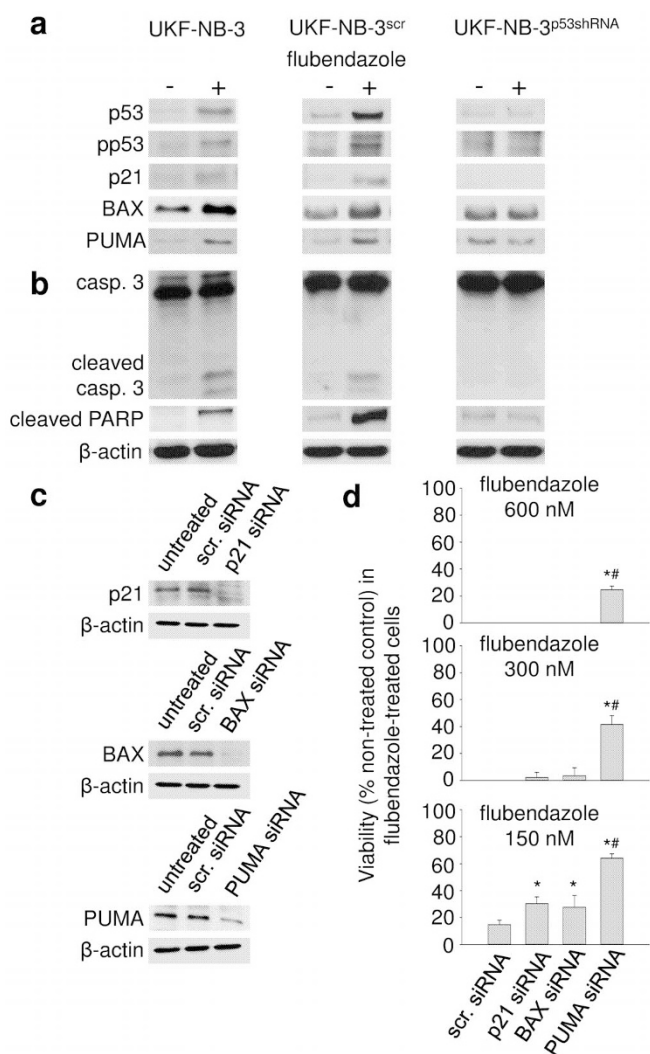 a
UKF-NB-3
UKF-NB-3scr
UKF-NB-3p53shRNA
flubendazole
- + - + - +
p53
pp53
p21
BAX
PUMA
b
casp. 3
cleaved
casp. 3
cleaved PARP
β-actin
c
untreated
scr. siRNA
p21 siRNA
p21
β-actin
untreated
scr. siRNA
BAX siRNA
BAX
β-actin
untreated
scr. siRNA
PUMA siRNA
PUMA
β-actin
d
Viability (% non-treated control) in
flubendazole-treated cells
100
80
60
40
20
0
flubendazole
600 nM
*#
100
80
60
40
20
0
flubendazole
300 nM
*#
100
80
60
40
20
0
flubendazole
150 nM
*
*
*#
scr. siRNA
p21 siRNA
BAX siRNA
PUMA siRNA